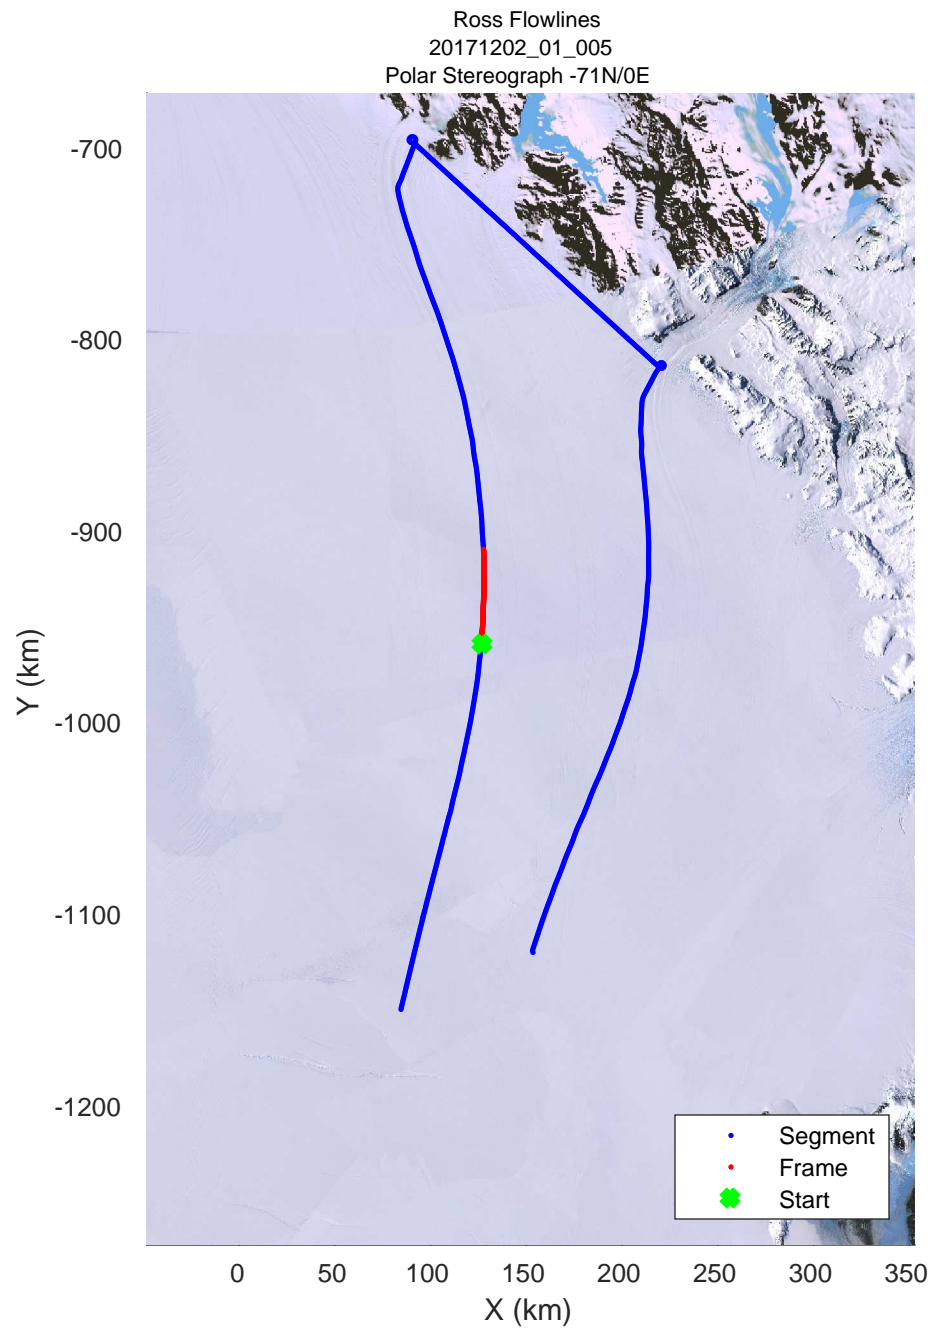 Ross Flowlines
20171202_01_005
Polar Stereograph -71N/0E
-700
-800
-900
-1000
-1100
-1200
Y (km)
0 50 100 150 200 250 300 350
X (km)
Segment
Frame
Start